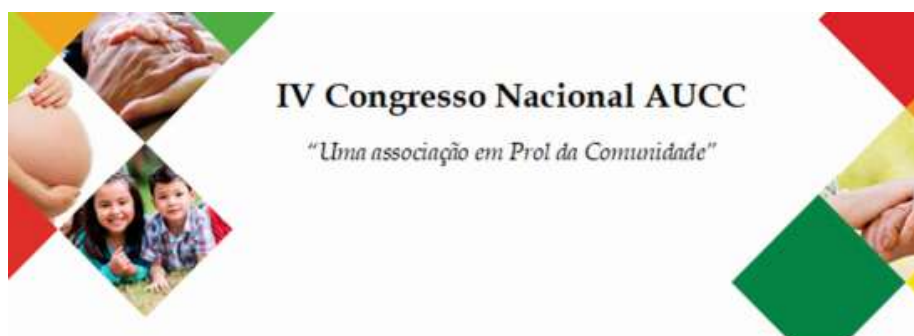 IV Congresso Nacional AUCC
“Uma associação em Prol da Comunidade”